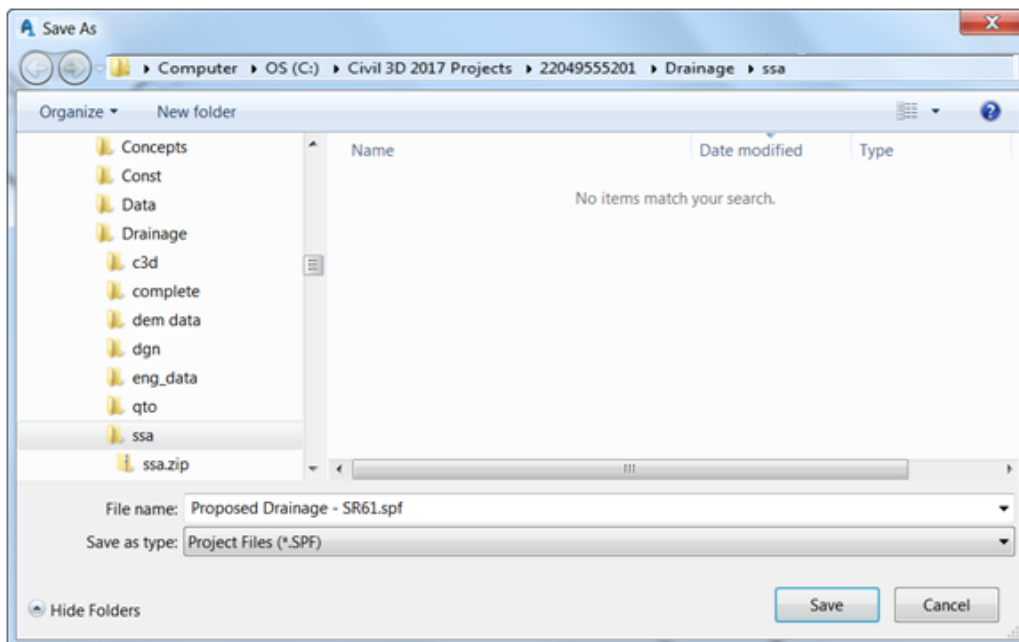 Save As
Computer OS (C:) Civil 3D 2017 Projects 22049555201 Drainage ssa
Organize New folder
Concepts
Const
Data
Drainage
c3d
complete
dem data
dgn
eng_data
qto
ssa
ssa.zip
Name Date modified Type
No items match your search.
File name: Proposed Drainage - SR61.spf
Save as type: Project Files (*.SPF)
Hide Folders Save Cancel